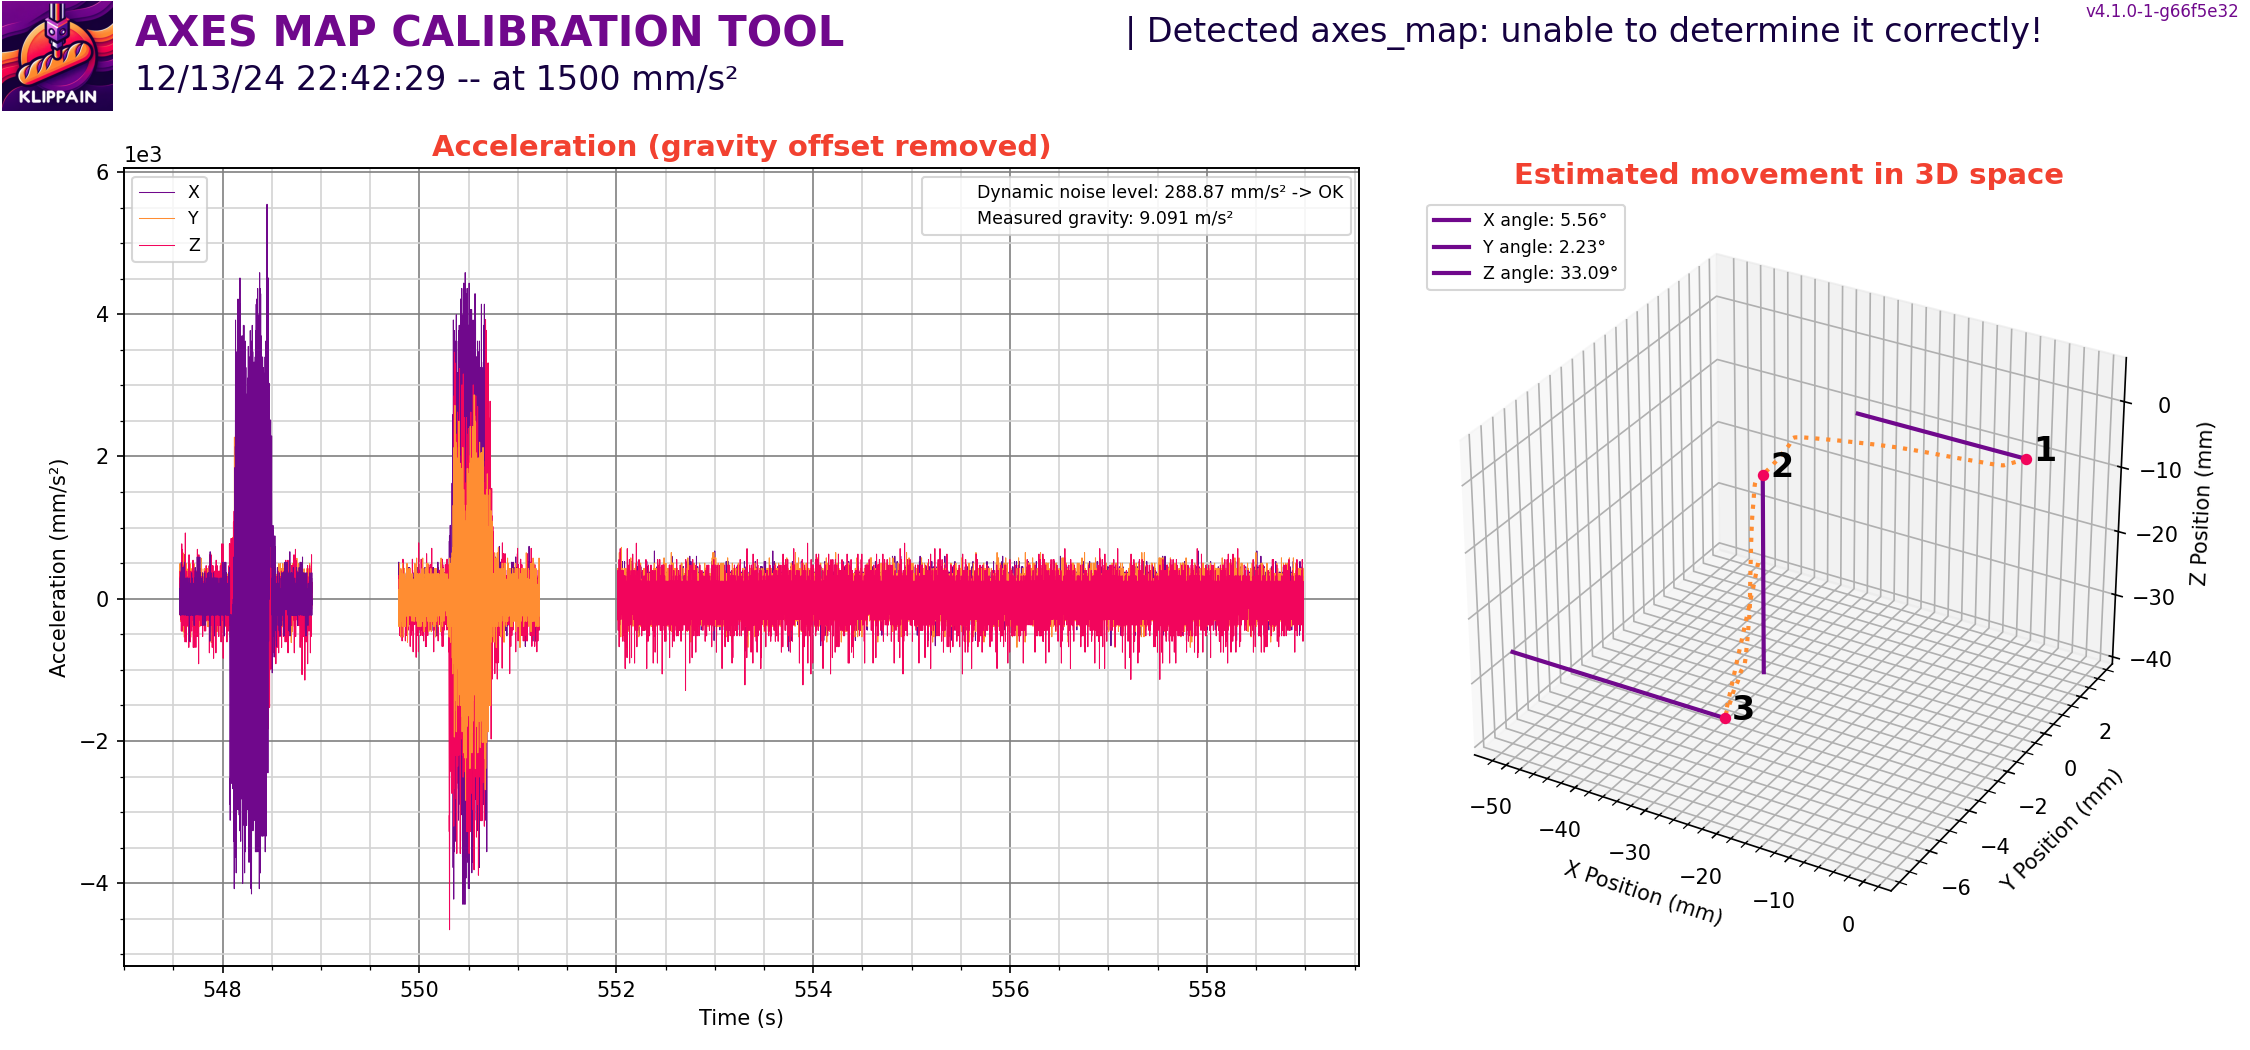 KLIPPAIN
AXES MAP CALIBRATION TOOL
12/13/24 22:42:29 -- at 1500 mm/s²
| Detected axes_map: unable to determine it correctly!
v4.1.0-1-g66f5e32
Acceleration (gravity offset removed)
1e3
X
Y
Z
Dynamic noise level: 288.87 mm/s² -> OK
Measured gravity: 9.091 m/s²
Acceleration (mm/s²)
6
4
2
0
−2
−4
548
550
552
554
556
558
Time (s)
Estimated movement in 3D space
X angle: 5.56°
Y angle: 2.23°
Z angle: 33.09°
1
2
3
0
−10
−20
−30
−40
Z Position (mm)
2
0
−2
−4
−6
Y Position (mm)
−50
−40
−30
−20
−10
0
X Position (mm)